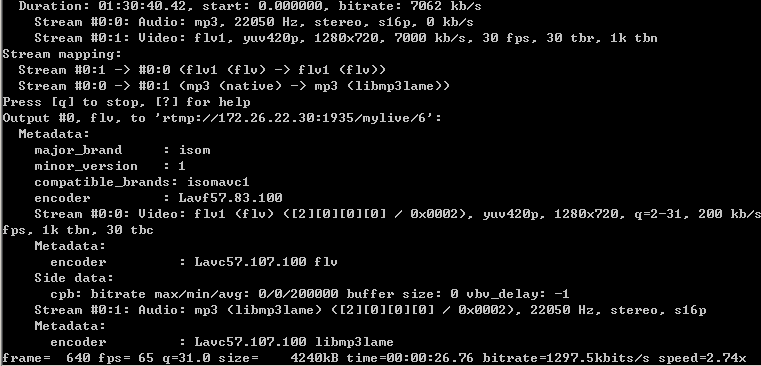 Duration: 01:30:40.42, start: 0.000000, bitrate: 7062 kb/s
Stream #0:0: Audio: mp3, 22050 Hz, stereo, s16p, 0 kb/s
Stream #0:1: Video: flv1, yuv420p, 1280x720, 7000 kb/s, 30 fps, 30 tbr, 1k tbn
Stream mapping:
Stream #0:1 -> #0:0 (flv1 (flv) -> flv1 (flv))
Stream #0:0 -> #0:1 (mp3 (native) -> mp3 (libmp3lame))
Press [q] to stop, [?] for help
Output #0, flv, to 'rtmp://172.26.22.30:1935/mylive/6':
Metadata:
major_brand     : isom
minor_version   : 1
compatible_brands: isomavc1
encoder         : Lavf57.83.100
Stream #0:0: Video: flv1 (flv) ([2][0][0][0] / 0x0002), yuv420p, 1280x720, q=2-31, 200 kb/s
fps, 1k tbn, 30 tbc
Metadata:
encoder         : Lavc57.107.100 flv
Side data:
cpb: bitrate max/min/avg: 0/0/200000 buffer size: 0 vbv_delay: -1
Stream #0:1: Audio: mp3 (libmp3lame) ([2][0][0][0] / 0x0002), 22050 Hz, stereo, s16p
Metadata:
encoder         : Lavc57.107.100 libmp3lame
frame=  640 fps= 65 q=31.0 size=    4240kB time=00:00:26.76 bitrate=1297.5kbits/s speed=2.74x